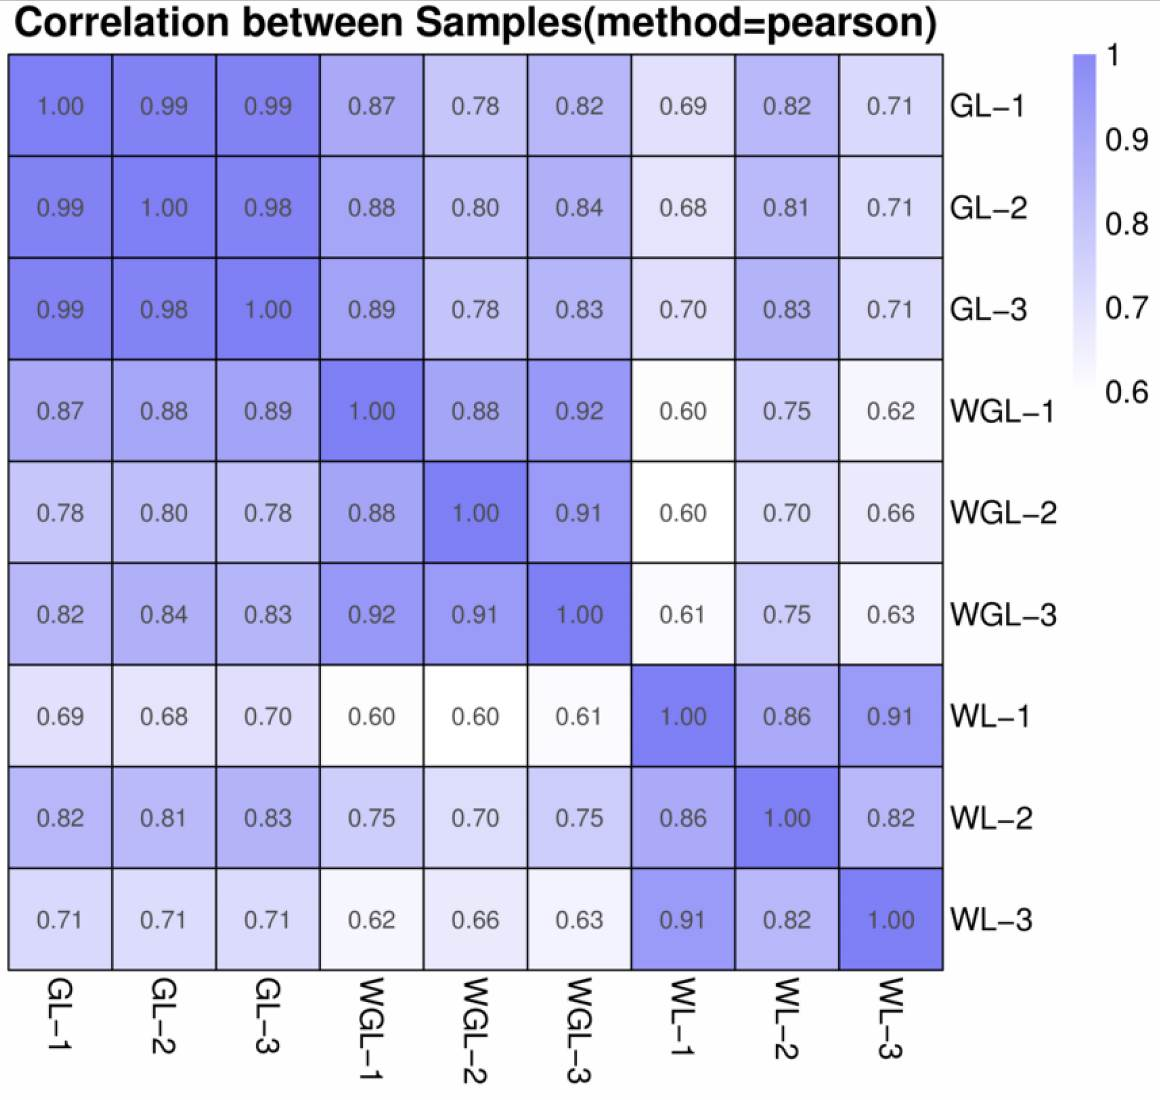 Correlation between Samples(method=pearson)
1.00 0.99 0.99 0.87 0.78 0.82 0.69 0.82 0.71 GL−1
0.99 1.00 0.98 0.88 0.80 0.84 0.68 0.81 0.71 GL−2
0.99 0.98 1.00 0.89 0.78 0.83 0.70 0.83 0.71 GL−3
0.87 0.88 0.89 1.00 0.88 0.92 0.60 0.75 0.62 WGL−1
0.78 0.80 0.78 0.88 1.00 0.91 0.60 0.70 0.66 WGL−2
0.82 0.84 0.83 0.92 0.91 1.00 0.61 0.75 0.63 WGL−3
0.69 0.68 0.70 0.60 0.60 0.61 1.00 0.86 0.91 WL−1
0.82 0.81 0.83 0.75 0.70 0.75 0.86 1.00 0.82 WL−2
0.71 0.71 0.71 0.62 0.66 0.63 0.91 0.82 1.00 WL−3
GL−1 GL−2 GL−3 WGL−1 WGL−2 WGL−3 WL−1 WL−2 WL−3
1
0.9
0.8
0.7
0.6